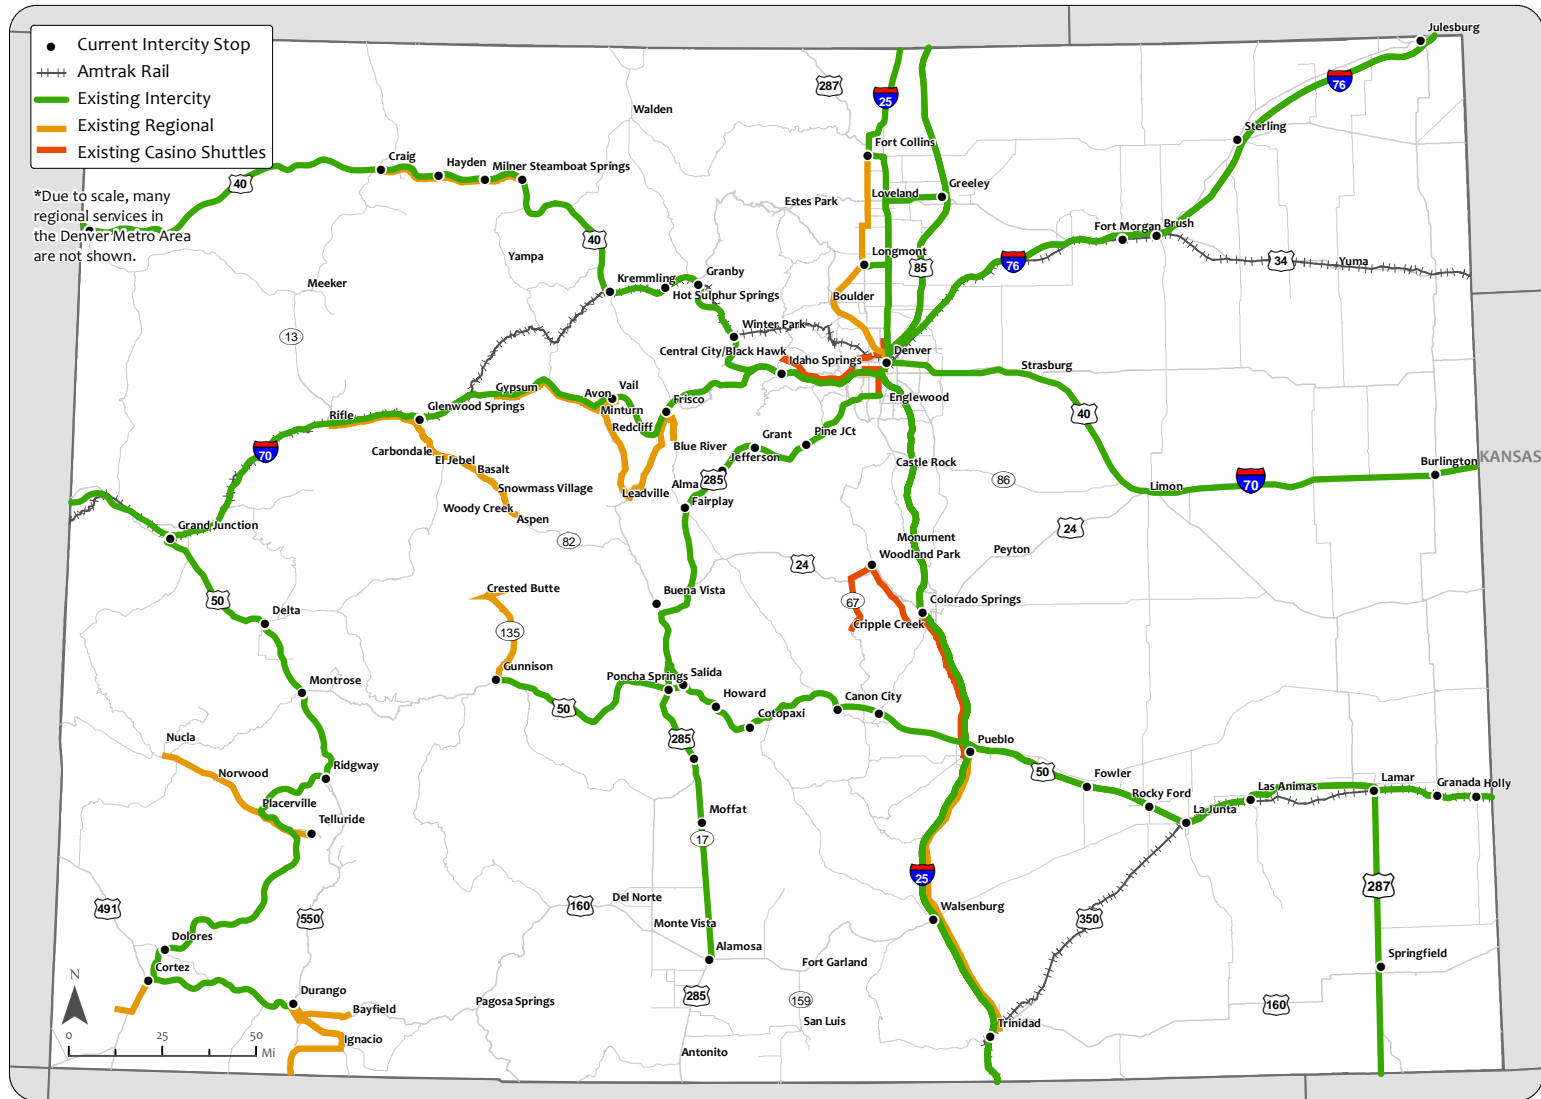 Current Intercity Stop
Amtrak Rail
Existing Intercity
Existing Regional
Existing Casino Shuttles
*Due to scale, many
regional services in
the Denver Metro Area
are not shown.
Julesburg
76
287
25
Walden
Sterling
Craig
Hayden
Milner
Steamboat Springs
40
Fort Collins
Loveland
Greeley
Estes Park
Fort Morgan
Brush
40
Longmont
85
76
34
Yuma
Yampa
Meeker
Kremmling
Granby
Hot Sulphur Springs
Boulder
13
Winter Park
Central City/Black Hawk
Idaho Springs
Denver
Strasburg
Gypsum
Avon
Vail
Minturn
Redcliff
Frisco
Englewood
40
Rifle
Glenwood Springs
70
Carbondale
El Jebel
Basalt
Snowmass Village
Woody Creek
Aspen
82
Blue River
Jefferson
Grant
Pine JCt
Castle Rock
86
Leadville
Alma
285
Fairplay
Limon
70
Burlington
KANSAS
Grand Junction
24
Monument
Woodland Park
Peyton
24
50
Delta
Crested Butte
135
Buena Vista
67
Cripple Creek
Colorado Springs
Gunnison
Montrose
50
Poncha Springs
Salida
Howard
Cotopaxi
Canon City
Nucla
Norwood
Ridgway
Placerville
Telluride
285
Pueblo
50
Fowler
Rocky Ford
La Junta
Las Animas
Lamar
Granada
Holly
Moffat
17
25
287
491
550
160
Del Norte
Monte Vista
Walsenburg
350
Dolores
Cortez
Alamosa
Fort Garland
Springfield
N
0
25
50
Mi
Durango
Bayfield
Ignacio
Pagosa Springs
285
159
San Luis
Antonito
Trinidad
160